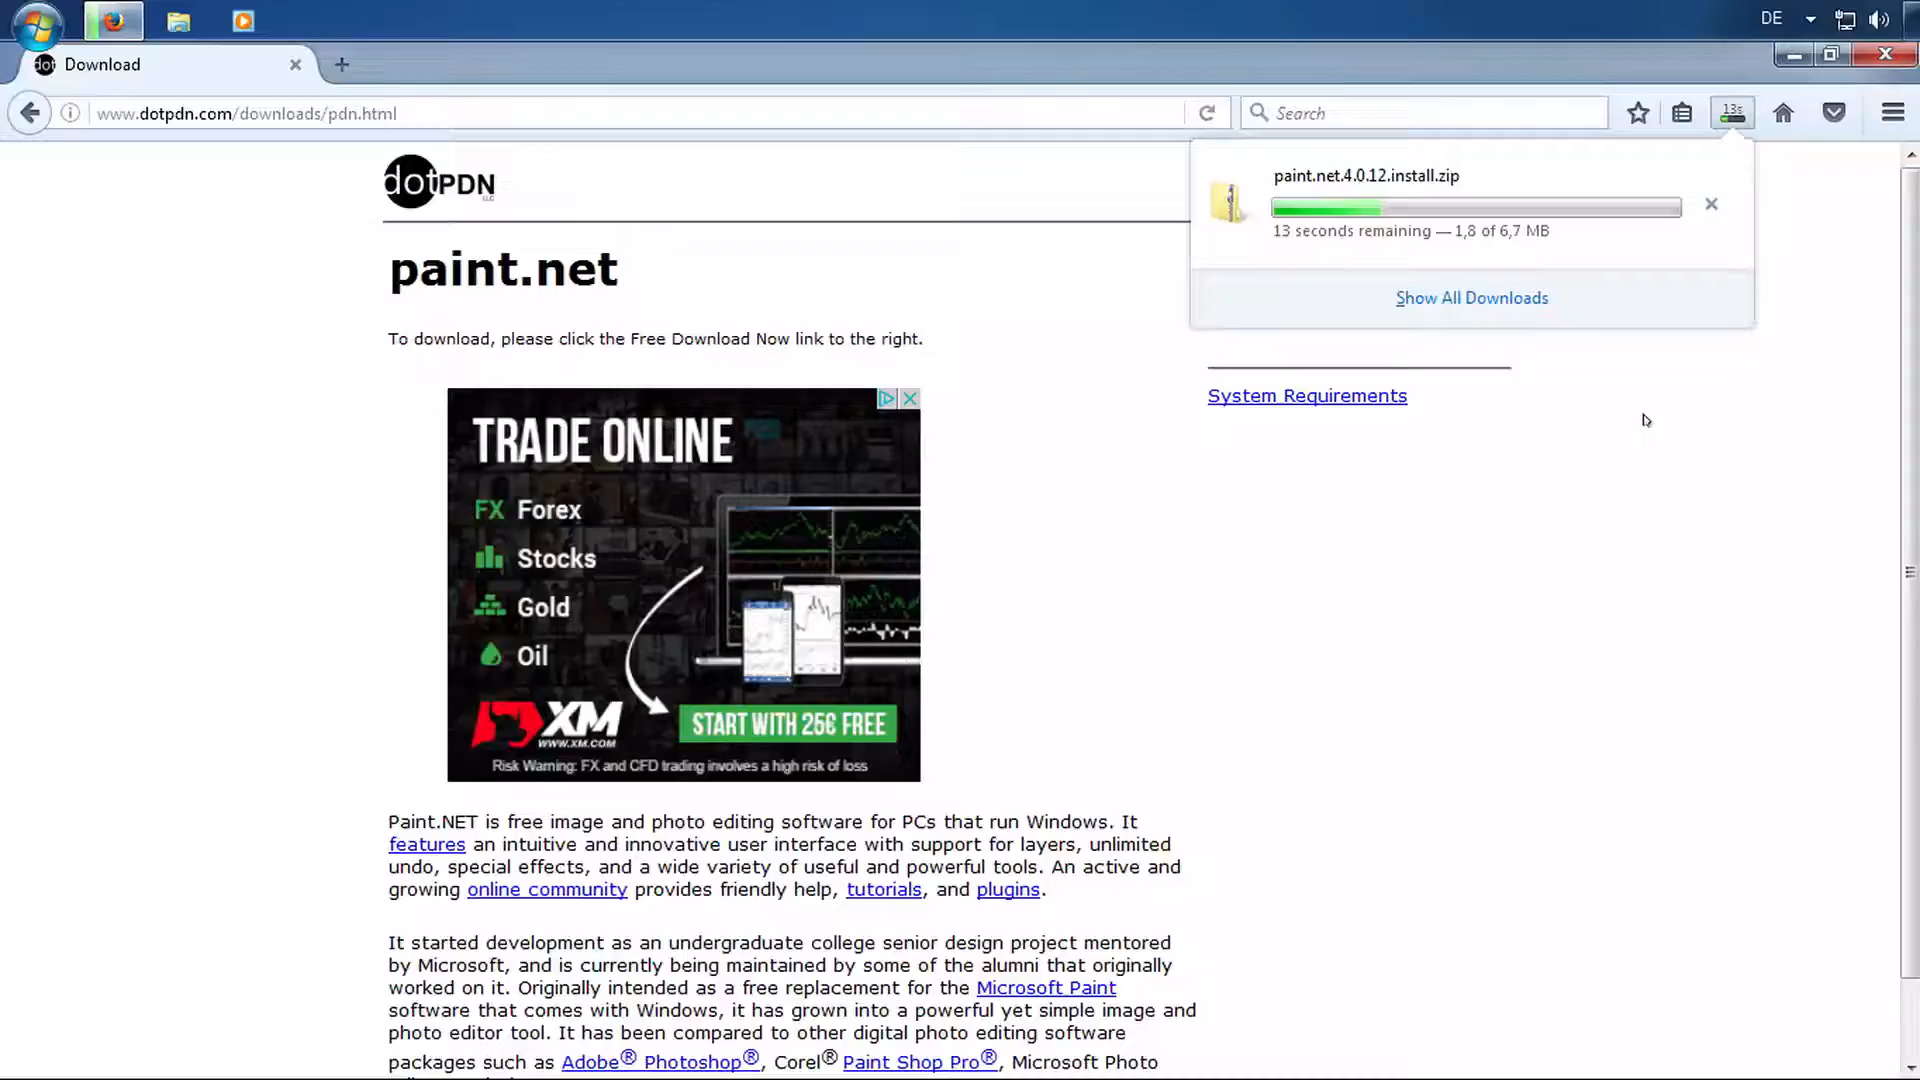 DE
dot Download
www.dotpdn.com/downloads/pdn.html
Search
13s
paint.net.4.0.12.install.zip
13 seconds remaining — 1,8 of 6,7 MB
Show All Downloads
dotPDN
LLC
paint.net
To download, please click the Free Download Now link to the right.
System Requirements
TRADE ONLINE
FX Forex
Stocks
Gold
Oil
XM
WWW.XM.COM
START WITH 25€ FREE
Risk Warning: FX and CFD trading involves a high risk of loss
Paint.NET is free image and photo editing software for PCs that run Windows. It
features an intuitive and innovative user interface with support for layers, unlimited
undo, special effects, and a wide variety of useful and powerful tools. An active and
growing online community provides friendly help, tutorials, and plugins.
It started development as an undergraduate college senior design project mentored
by Microsoft, and is currently being maintained by some of the alumni that originally
worked on it. Originally intended as a free replacement for the Microsoft Paint
software that comes with Windows, it has grown into a powerful yet simple image and
photo editor tool. It has been compared to other digital photo editing software
packages such as Adobe® Photoshop®, Corel® Paint Shop Pro®, Microsoft Photo